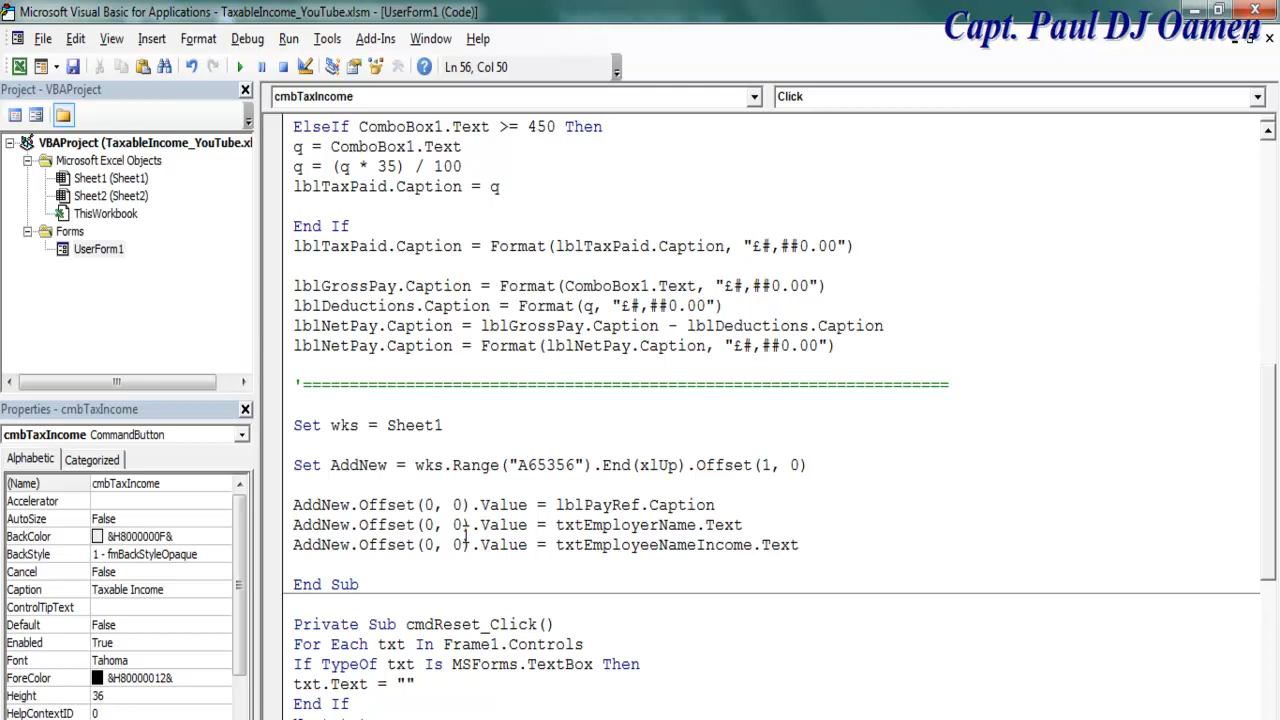 Microsoft Visual Basic for Applications - TaxableIncome_YouTube.xlsm - [UserForm1 (Code)]
Capt. Paul DJ Oamen
File Edit View Insert Format Debug Run Tools Add-Ins Window Help
Ln 56, Col 50
Project - VBAProject
cmbTaxIncome
Click
VBAProject (TaxableIncome_YouTube.xl
Microsoft Excel Objects
Sheet1 (Sheet1)
Sheet2 (Sheet2)
ThisWorkbook
Forms
UserForm1
Properties - cmbTaxIncome
cmbTaxIncome CommandButton
Alphabetic Categorized
(Name) cmbTaxIncome
Accelerator
AutoSize False
BackColor &H8000000F&
BackStyle 1 - fmBackStyleOpaque
Cancel False
Caption Taxable Income
ControlTipText
Default False
Enabled True
Font Tahoma
ForeColor &H80000012&
Height 36
HelpContextID 0
ElseIf ComboBox1.Text >= 450 Then
q = ComboBox1.Text
q = (q * 35) / 100
lblTaxPaid.Caption = q
End If
lblTaxPaid.Caption = Format(lblTaxPaid.Caption, "£#,##0.00")
lblGrossPay.Caption = Format(ComboBox1.Text, "£#,##0.00")
lblDeductions.Caption = Format(q, "£#,##0.00")
lblNetPay.Caption = lblGrossPay.Caption - lblDeductions.Caption
lblNetPay.Caption = Format(lblNetPay.Caption, "£#,##0.00")
'=====================================================================
Set wks = Sheet1
Set AddNew = wks.Range("A65356").End(xlUp).Offset(1, 0)
AddNew.Offset(0, 0).Value = lblPayRef.Caption
AddNew.Offset(0, 0).Value = txtEmployerName.Text
AddNew.Offset(0, 0).Value = txtEmployeeNameIncome.Text
End Sub
Private Sub cmdReset_Click()
For Each txt In Frame1.Controls
If TypeOf txt Is MSForms.TextBox Then
txt.Text = ""
End If